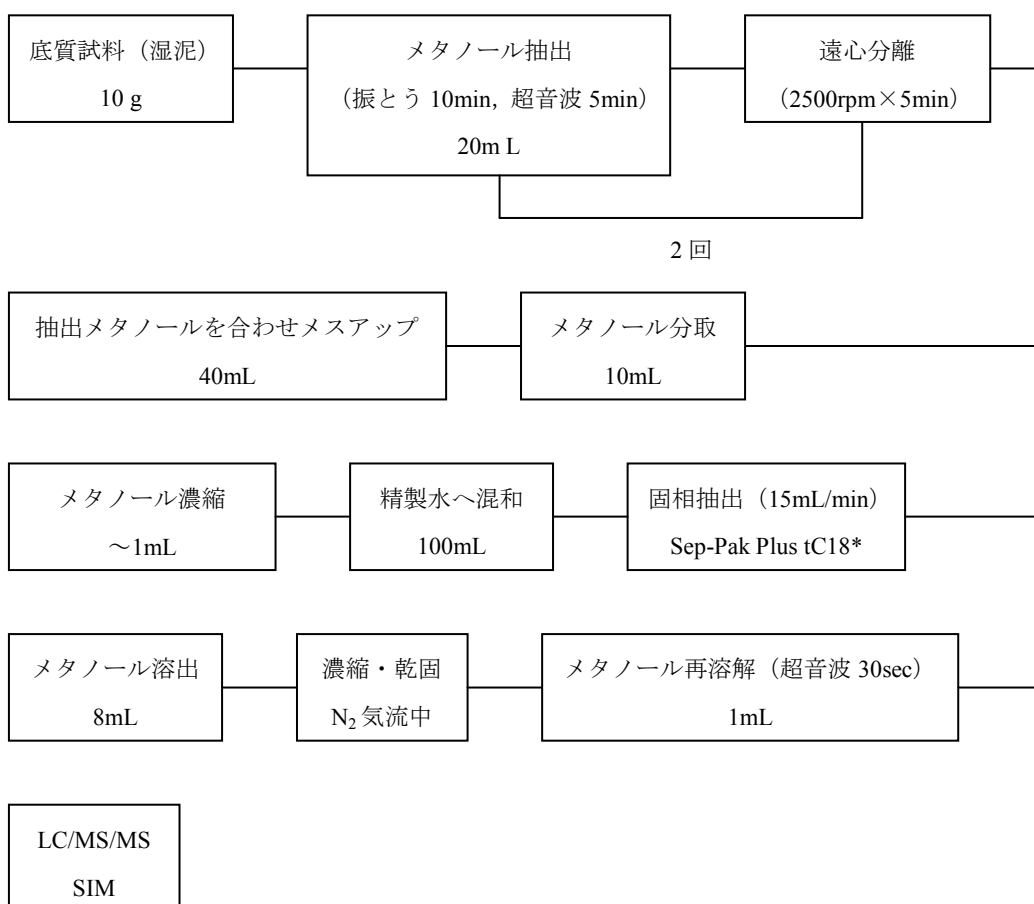 底質試料（湿泥）
10 g
メタノール抽出
（振とう 10min, 超音波 5min）
20m L
遠心分離
（2500rpm×5min）
2 回
抽出メタノールを合わせメスアップ
40mL
メタノール分取
10mL
メタノール濃縮
～1mL
精製水へ混和
100mL
固相抽出（15mL/min）
Sep-Pak Plus tC18*
メタノール溶出
8mL
濃縮・乾固
N₂ 気流中
メタノール再溶解（超音波 30sec）
1mL
LC/MS/MS
SIM